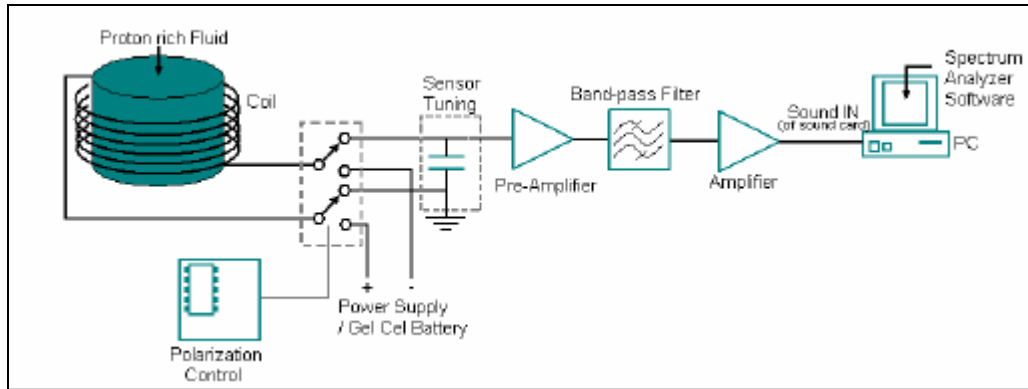 Proton rich Fluid
Coil
Sensor
Tuning
Pre-Amplifier
Band-pass Filter
Amplifier
Sound IN
(of sound card)
Spectrum
Analyzer
Software
PC
+ -
Power Supply
/ Gel Cel Battery
Polarization
Control